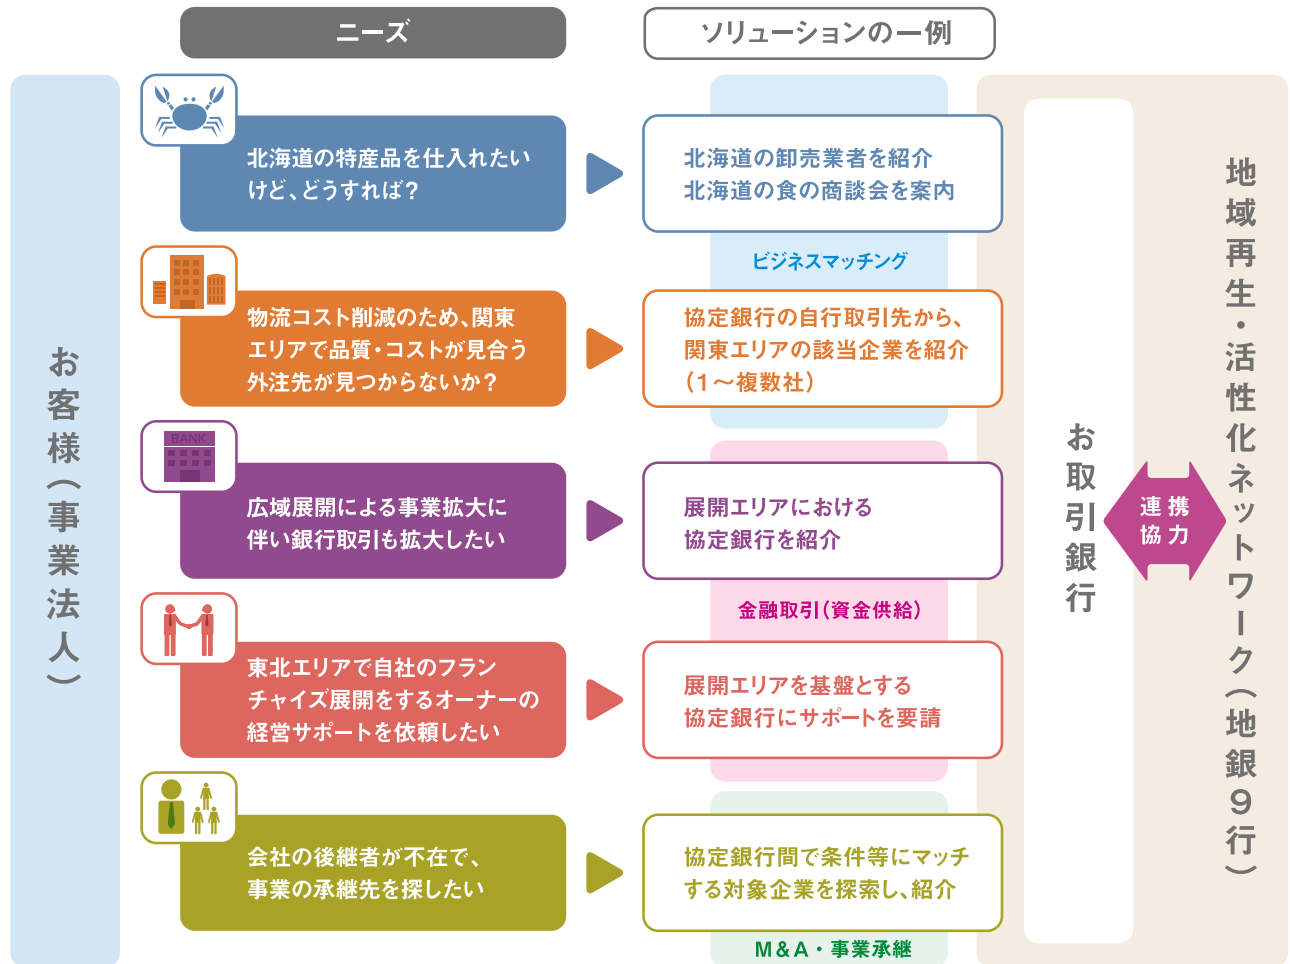 ニーズ
ソリューションの一例
お客様（事業法人）
北海道の特産品を仕入れたい
けど、どうすれば？
北海道の卸売業者を紹介
北海道の食の商談会を案内
ビジネスマッチング
物流コスト削減のため、関東
エリアで品質・コストが見合う
外注先が見つからないか？
協定銀行の自行取引先から、
関東エリアの該当企業を紹介
（１～複数社）
BANK
広域展開による事業拡大に
伴い銀行取引も拡大したい
展開エリアにおける
協定銀行を紹介
金融取引（資金供給）
東北エリアで自社のフラン
チャイズ展開をするオーナーの
経営サポートを依頼したい
展開エリアを基盤とする
協定銀行にサポートを要請
会社の後継者が不在で、
事業の承継先を探したい
協定銀行間で条件等にマッチ
する対象企業を探索し、紹介
M&A・事業承継
お取引銀行
連携
協力
地域再生・活性化ネットワーク（地銀９行）